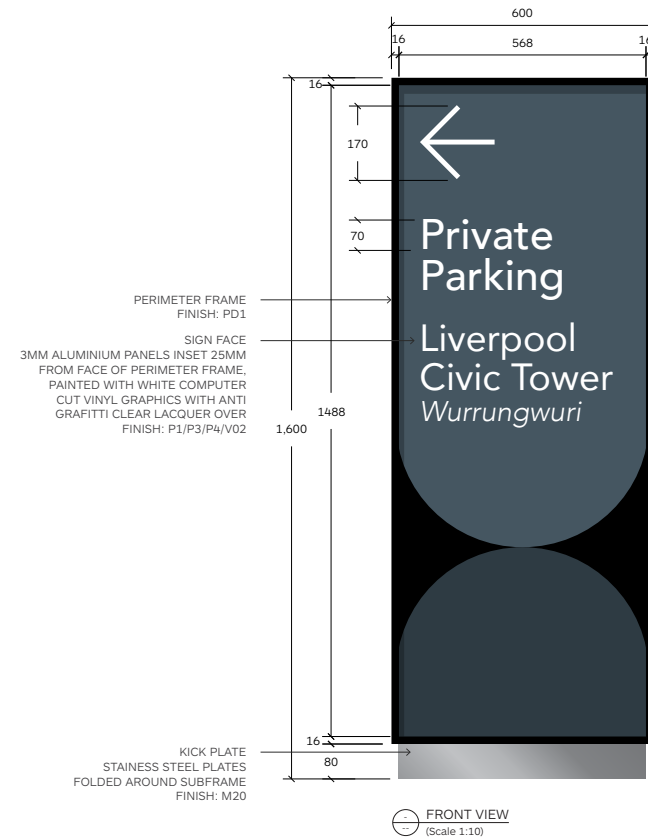 600
16
568
16
16
170
70
1,600
1488
16
80
Private
Parking
Liverpool
Civic Tower
Wurrungwuri
PERIMETER FRAME
FINISH: PD1
SIGN FACE
3MM ALUMINIUM PANELS INSET 25MM
FROM FACE OF PERIMETER FRAME,
PAINTED WITH WHITE COMPUTER
CUT VINYL GRAPHICS WITH ANTI
GRAFITTI CLEAR LACQUER OVER
FINISH: P1/P3/P4/V02
KICK PLATE
STAINESS STEEL PLATES
FOLDED AROUND SUBFRAME
FINISH: M20
FRONT VIEW
(Scale 1:10)